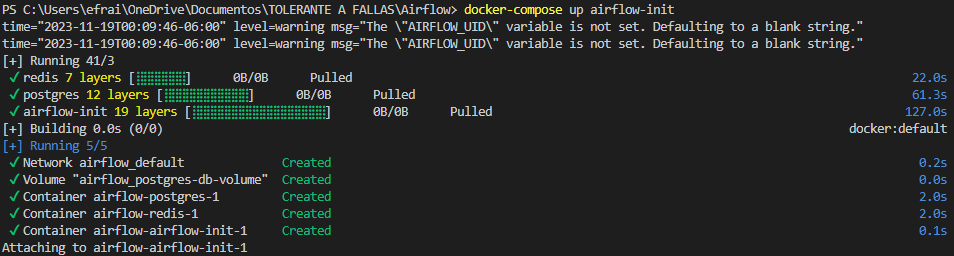 PS C:\Users\efrai\OneDrive\Documentos\TOLERANTE A FALLAS\Airflow> docker-compose up airflow-init
time="2023-11-19T00:09:46-06:00" level=warning msg="The \"AIRFLOW_UID\" variable is not set. Defaulting to a blank string."
time="2023-11-19T00:09:46-06:00" level=warning msg="The \"AIRFLOW_UID\" variable is not set. Defaulting to a blank string."
[+] Running 41/3
✓ redis 7 layers [⣿⣿⣿⣿⣿⣿⣿] 0B/0B Pulled 22.0s
✓ postgres 12 layers [⣿⣿⣿⣿⣿⣿⣿⣿⣿⣿⣿⣿] 0B/0B Pulled 61.3s
✓ airflow-init 19 layers [⣿⣿⣿⣿⣿⣿⣿⣿⣿⣿⣿⣿⣿⣿⣿⣿⣿⣿⣿] 0B/0B Pulled 127.0s
[+] Building 0.0s (0/0) docker:default
[+] Running 5/5
✓ Network airflow_default Created 0.2s
✓ Volume "airflow_postgres-db-volume" Created 0.0s
✓ Container airflow-postgres-1 Created 2.0s
✓ Container airflow-redis-1 Created 2.0s
✓ Container airflow-airflow-init-1 Created 0.1s
Attaching to airflow-airflow-init-1